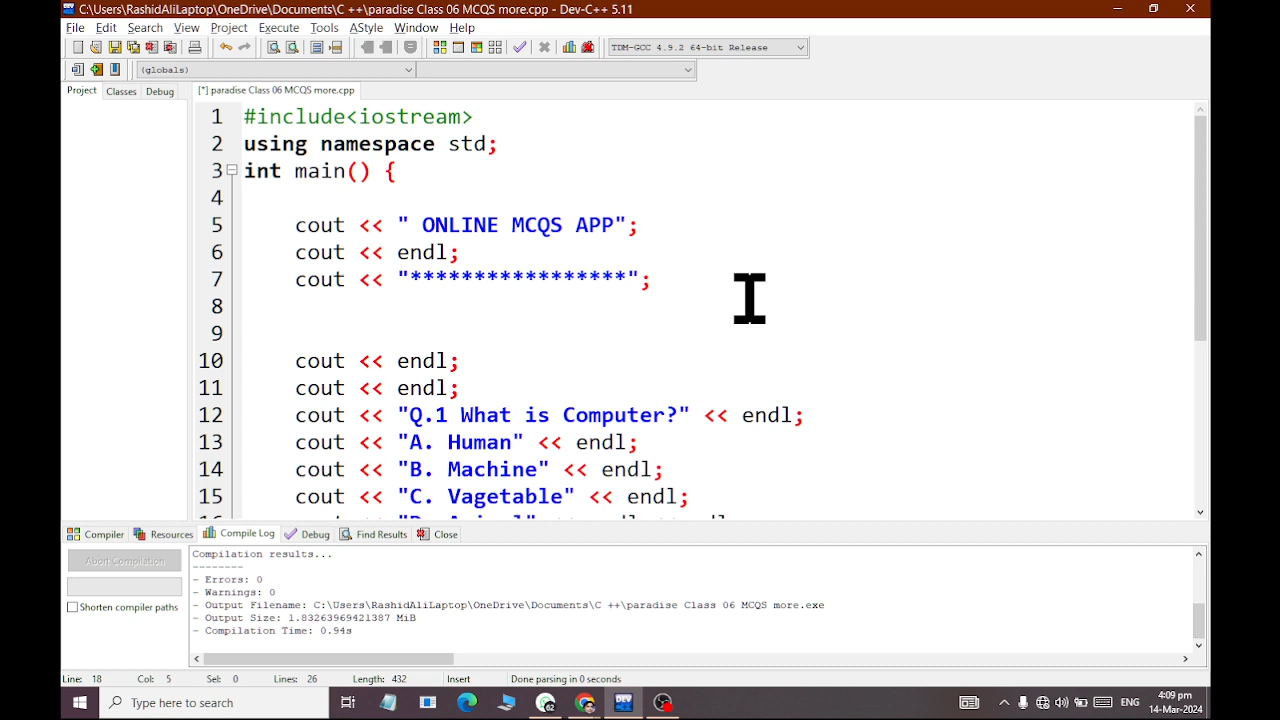 C:\Users\RashidAliLaptop\OneDrive\Documents\C ++\paradise Class 06 MCQS more.cpp - Dev-C++ 5.11
File Edit Search View Project Execute Tools AStyle Window Help
TDM-GCC 4.9.2 64-bit Release
(globals)
Project Classes Debug
[*] paradise Class 06 MCQS more.cpp
1 #include<iostream>
2 using namespace std;
3 int main() {
4
5 cout << " ONLINE MCQS APP";
6 cout << endl;
7 cout << "*****************";
8
9
10 cout << endl;
11 cout << endl;
12 cout << "Q.1 What is Computer?" << endl;
13 cout << "A. Human" << endl;
14 cout << "B. Machine" << endl;
15 cout << "C. Vagetable" << endl;
Compiler Resources Compile Log Debug Find Results Close
Abort Compilation
Shorten compiler paths
Compilation results...
--------
- Errors: 0
- Warnings: 0
- Output Filename: C:\Users\RashidAliLaptop\OneDrive\Documents\C ++\paradise Class 06 MCQS more.exe
- Output Size: 1.83263969421387 MiB
- Compilation Time: 0.94s
Line: 18 Col: 5 Sel: 0 Lines: 26 Length: 432 Insert Done parsing in 0 seconds
Type here to search
62
ENG
4:09 pm
14-Mar-2024